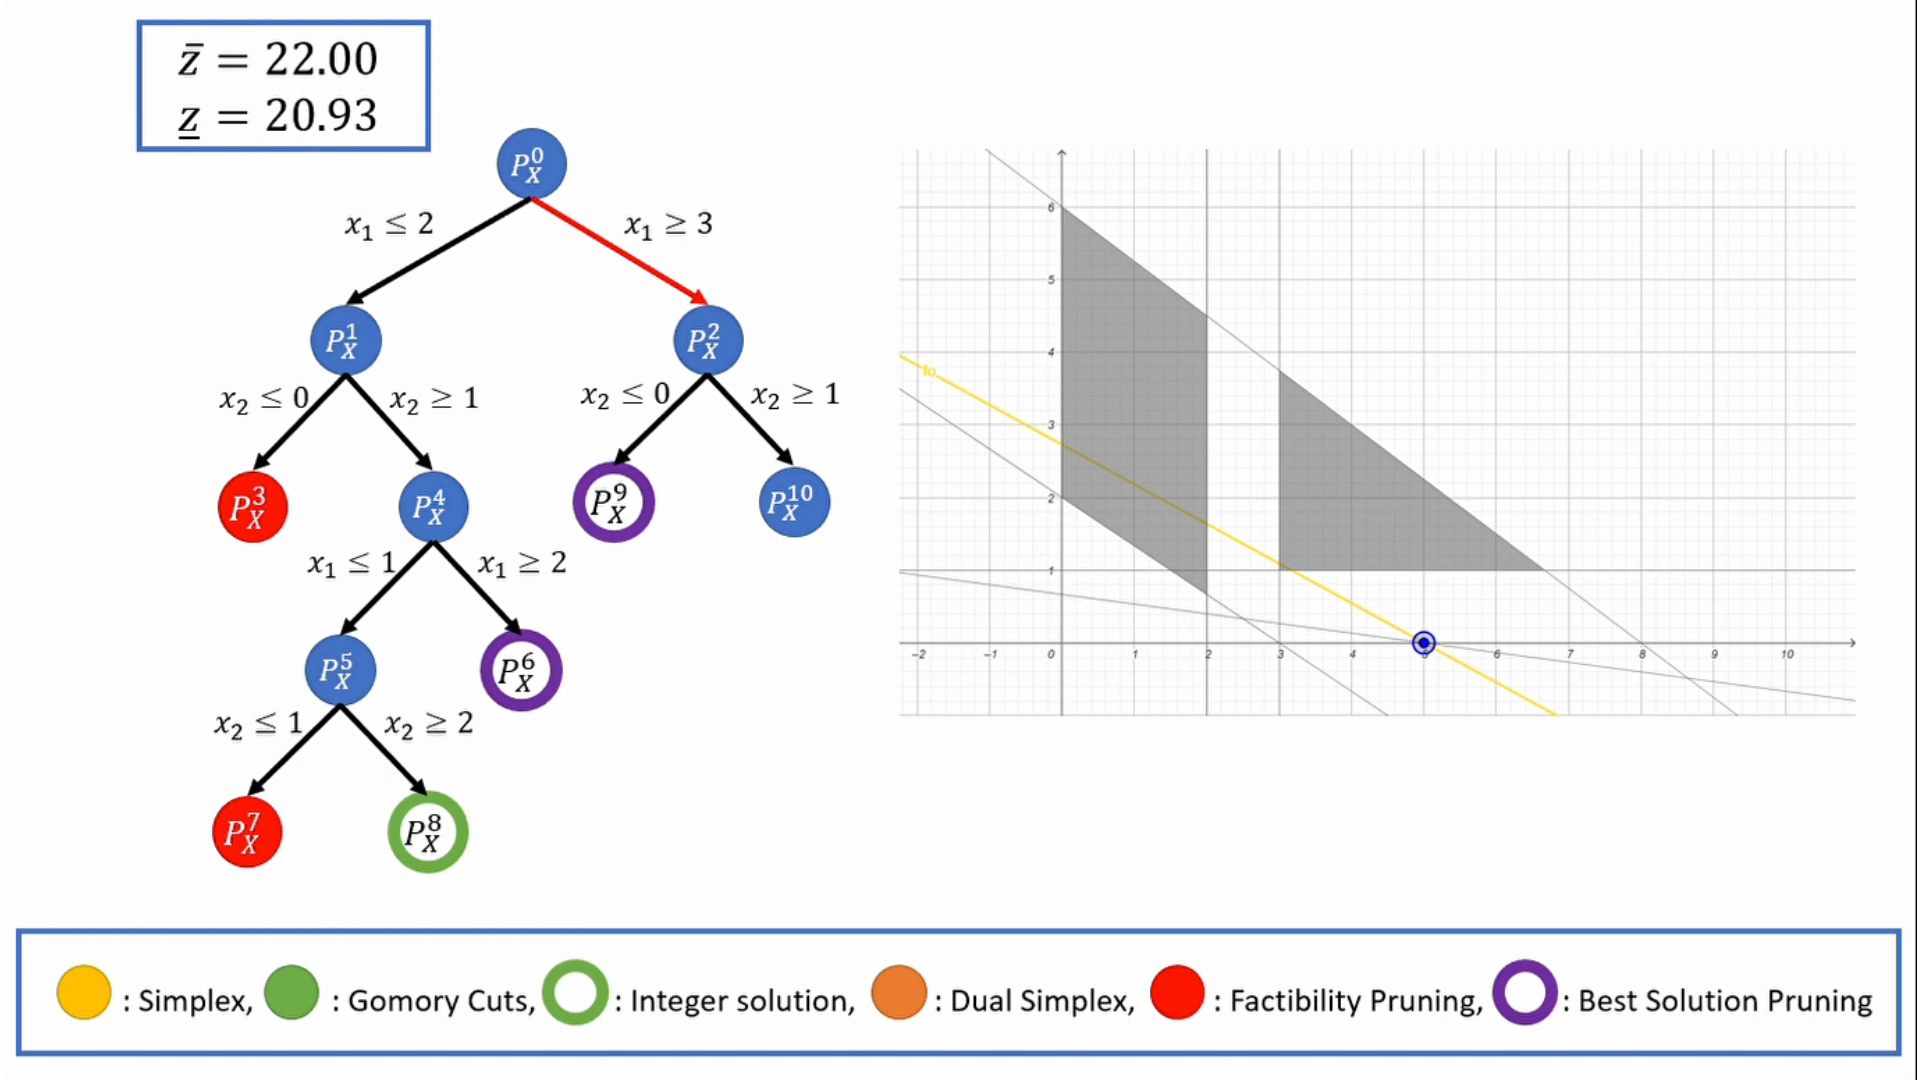 z̄ = 22.00
z̲ = 20.93
P_X^0
x₁ ≤ 2
x₁ ≥ 3
P_X^1
P_X^2
x₂ ≤ 0
x₂ ≥ 1
x₂ ≤ 0
x₂ ≥ 1
P_X^3
P_X^4
P_X^9
P_X^10
x₁ ≤ 1
x₁ ≥ 2
P_X^5
P_X^6
x₂ ≤ 1
x₂ ≥ 2
P_X^7
P_X^8
6
5
4
fo
3
2
1
−2 −1 0 1 2 3 4 5 6 7 8 9 10
: Simplex, : Gomory Cuts, : Integer solution, : Dual Simplex, : Factibility Pruning, : Best Solution Pruning